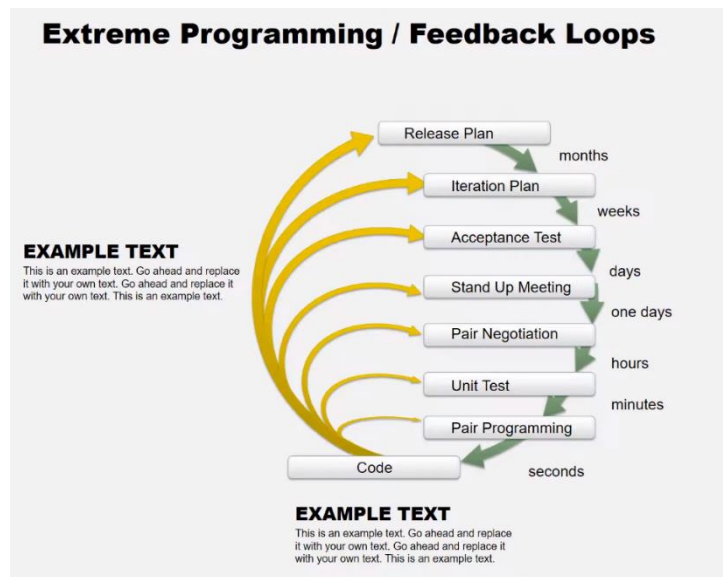 Extreme Programming / Feedback Loops
Release Plan
months
Iteration Plan
weeks
Acceptance Test
days
Stand Up Meeting
one days
Pair Negotiation
hours
Unit Test
minutes
Pair Programming
seconds
Code
EXAMPLE TEXT
This is an example text. Go ahead and replace
it with your own text. Go ahead and replace it
with your own text. This is an example text.
EXAMPLE TEXT
This is an example text. Go ahead and replace
it with your own text. Go ahead and replace it
with your own text. This is an example text.